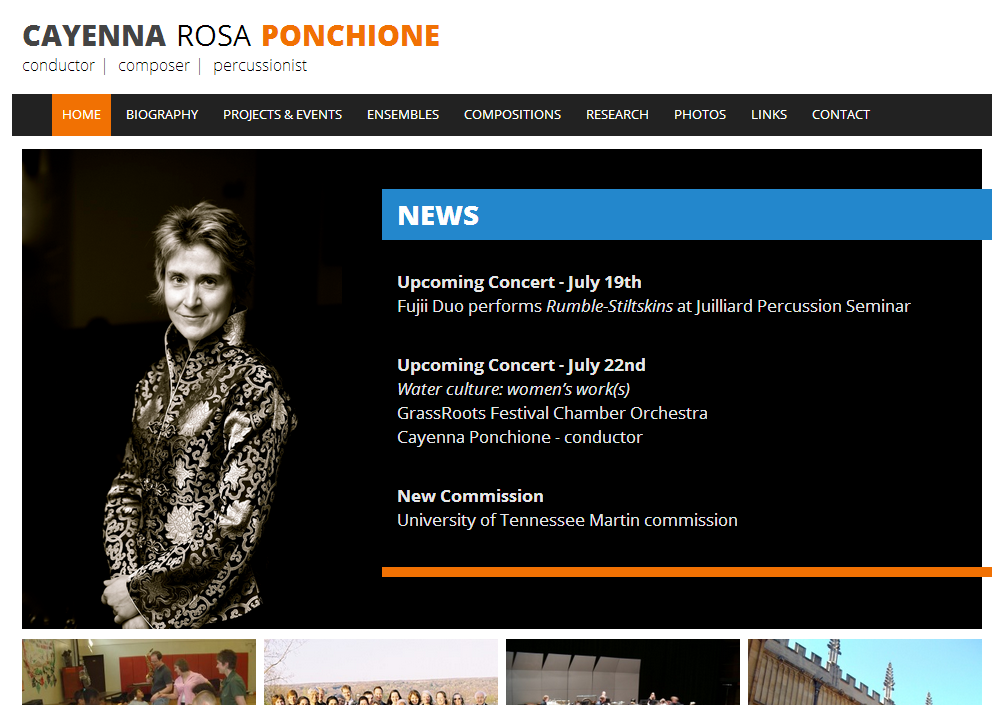 CAYENNA ROSA PONCHIONE
conductor | composer | percussionist
HOME BIOGRAPHY PROJECTS & EVENTS ENSEMBLES COMPOSITIONS RESEARCH PHOTOS LINKS CONTACT
NEWS
Upcoming Concert - July 19th
Fujii Duo performs Rumble-Stiltskins at Juilliard Percussion Seminar
Upcoming Concert - July 22nd
Water culture: women's work(s)
GrassRoots Festival Chamber Orchestra
Cayenna Ponchione - conductor
New Commission
University of Tennessee Martin commission